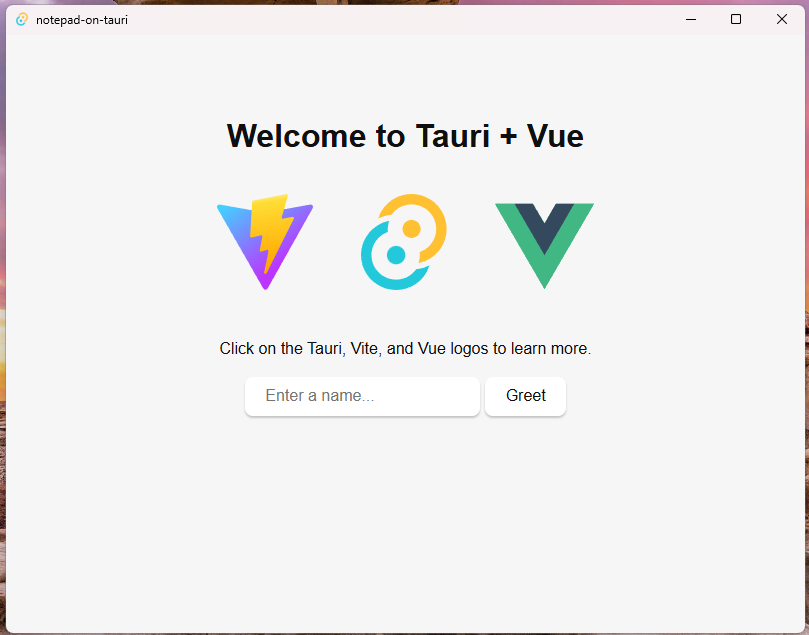 notepad-on-tauri
Welcome to Tauri + Vue
Click on the Tauri, Vite, and Vue logos to learn more.
Enter a name...
Greet